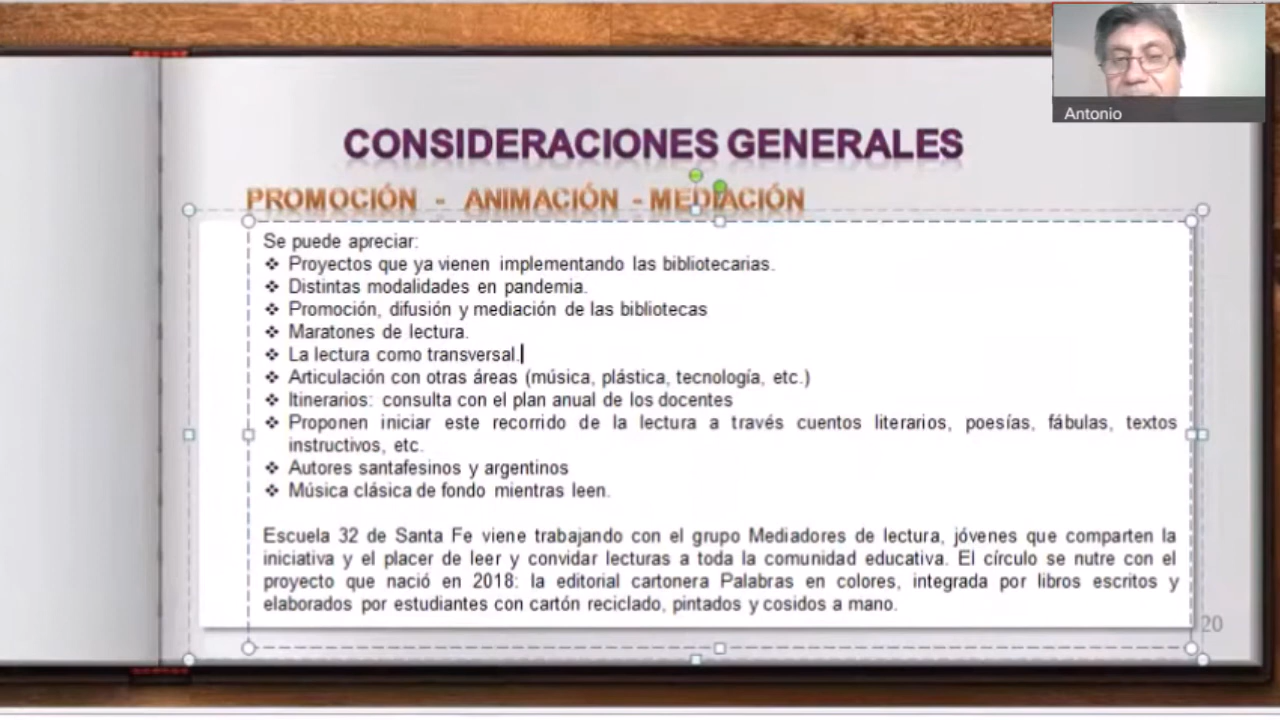 Antonio
CONSIDERACIONES GENERALES
PROMOCIÓN - ANIMACIÓN - MEDIACIÓN
Se puede apreciar:
❖ Proyectos que ya vienen implementando las bibliotecarias.
❖ Distintas modalidades en pandemia.
❖ Promoción, difusión y mediación de las bibliotecas
❖ Maratones de lectura.
❖ La lectura como transversal.
❖ Articulación con otras áreas (música, plástica, tecnología, etc.)
❖ Itinerarios: consulta con el plan anual de los docentes
❖ Proponen iniciar este recorrido de la lectura a través cuentos literarios, poesías, fábulas, textos
instructivos, etc.
❖ Autores santafesinos y argentinos
❖ Música clásica de fondo mientras leen.
Escuela 32 de Santa Fe viene trabajando con el grupo Mediadores de lectura, jóvenes que comparten la
iniciativa y el placer de leer y convidar lecturas a toda la comunidad educativa. El círculo se nutre con el
proyecto que nació en 2018: la editorial cartonera Palabras en colores, integrada por libros escritos y
elaborados por estudiantes con cartón reciclado, pintados y cosidos a mano.
20